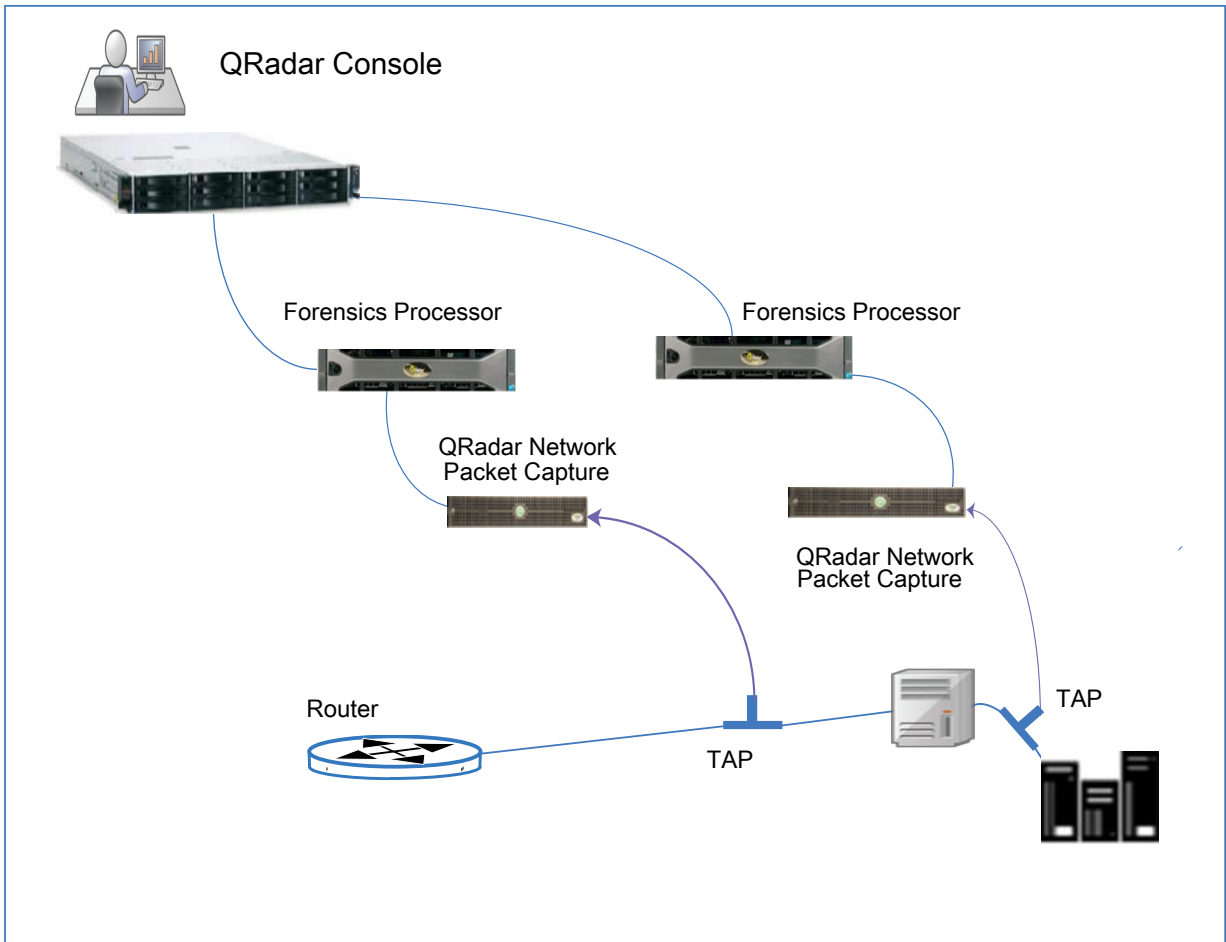 QRadar Console
Forensics Processor
Forensics Processor
QRadar Network
Packet Capture
QRadar Network
Packet Capture
Router
TAP
TAP